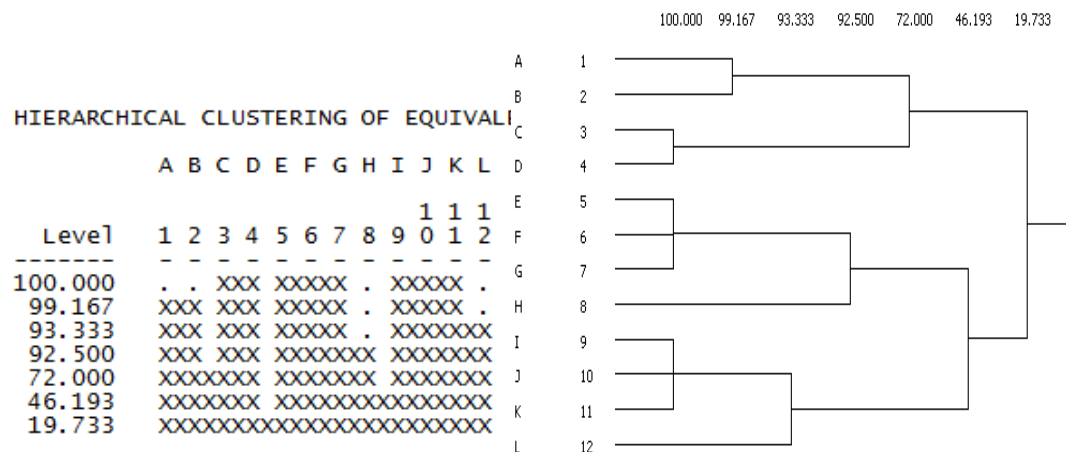 HIERARCHICAL CLUSTERING OF EQUIVALE
A B C D E F G H I J K L
1 1 1
Level 1 2 3 4 5 6 7 8 9 0 1 2
------- - - - - - - - - - - - -
100.000 . . XXX XXXXX . XXXXX .
99.167 XXX XXX XXXXX . XXXXX .
93.333 XXX XXX XXXXX . XXXXXXX
92.500 XXX XXX XXXXXXX XXXXXXX
72.000 XXXXXXX XXXXXXX XXXXXXX
46.193 XXXXXXX XXXXXXXXXXXXXXX
19.733 XXXXXXXXXXXXXXXXXXXXXXX
100.000 99.167 93.333 92.500 72.000 46.193 19.733
A 1
B 2
C 3
D 4
E 5
F 6
G 7
H 8
I 9
J 10
K 11
L 12